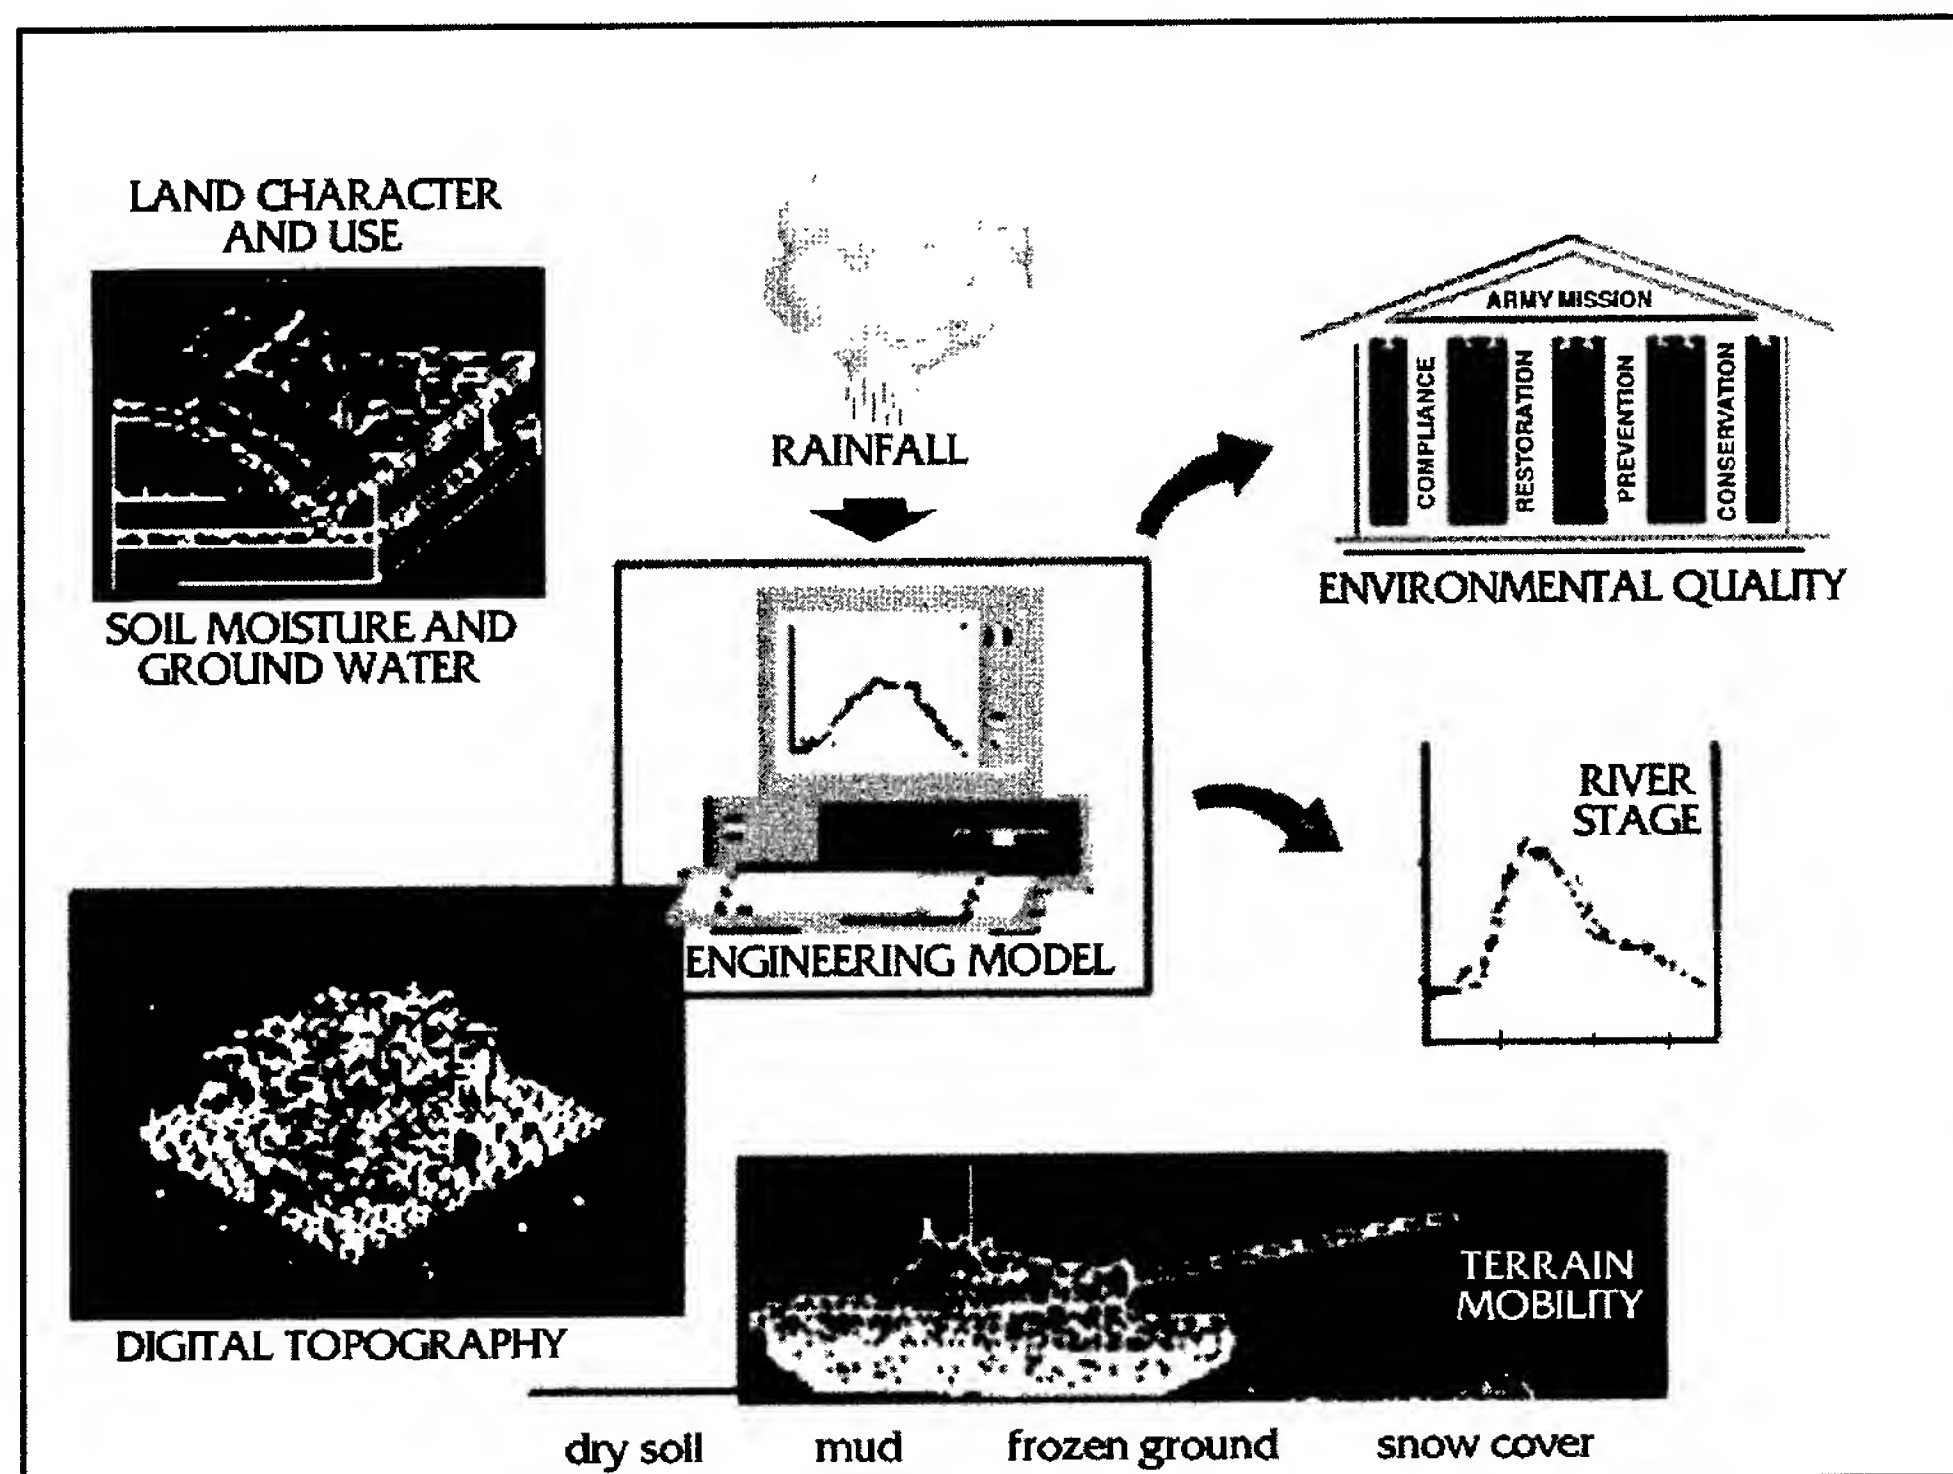 LAND CHARACTER
AND USE
SOIL MOISTURE AND
GROUND WATER
RAINFALL
ENGINEERING MODEL
ARMY MISSION
COMPLIANCE
RESTORATION
PREVENTION
CONSERVATION
ENVIRONMENTAL QUALITY
RIVER
STAGE
DIGITAL TOPOGRAPHY
TERRAIN
MOBILITY
dry soil mud frozen ground snow cover